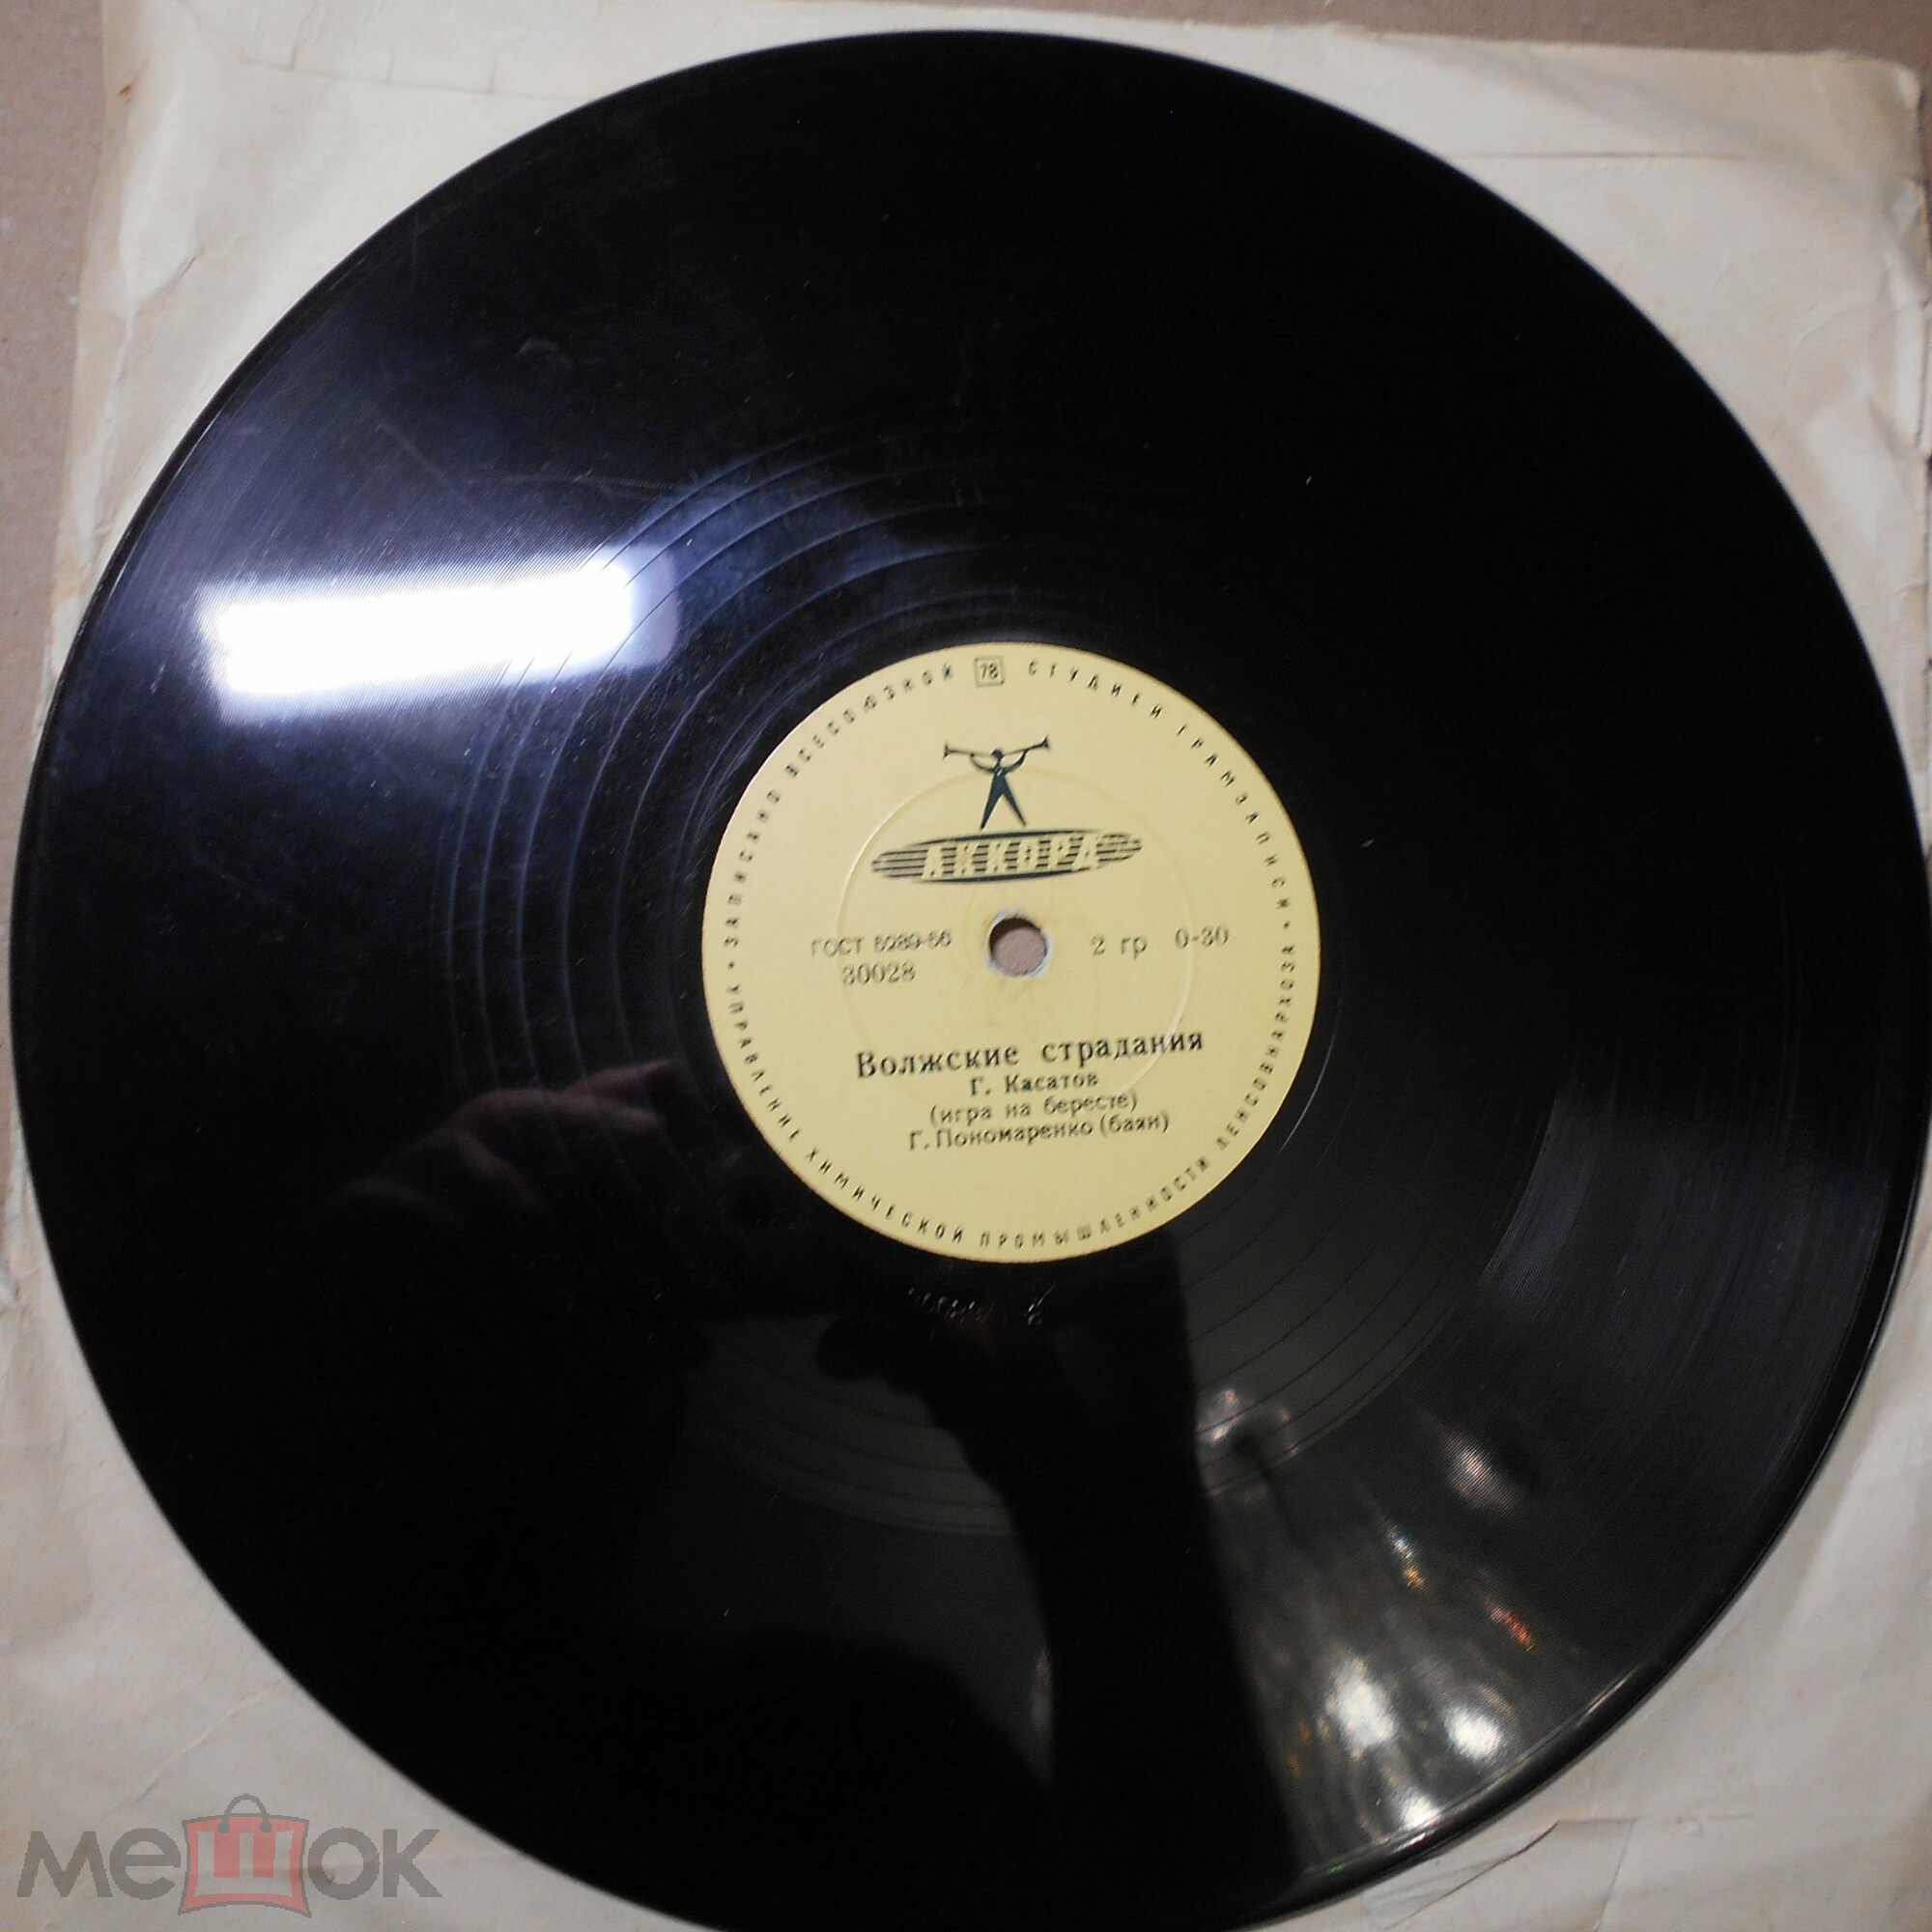 ЗАПИСАНО ВСЕСОЮЗНОЙ 78 СТУДИЕЙ ГРАМЗАПИСИ •
АККОРД
ГОСТ 5289-56 2 гр 0-30
30028
Волжские страдания
Г. Касатов
(игра на бересте)
Г. Пономаренко (баян)
УПРАВЛЕНИЕ ХИМИЧЕСКОЙ ПРОМЫШЛЕННОСТИ ЛЕНСОВНАРХОЗА •
мешок